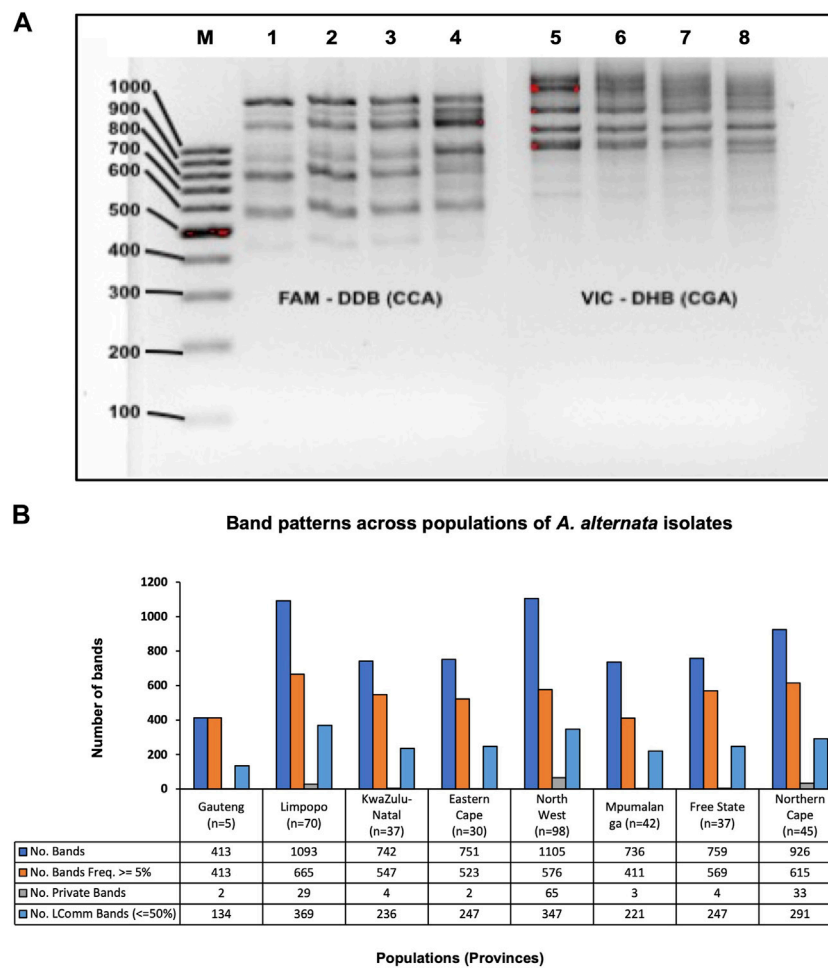 A
M 1 2 3 4 5 6 7 8
1000
900
800
700
600
500
400
300
200
100
FAM - DDB (CCA) VIC - DHB (CGA)
B
Band patterns across populations of A. alternata isolates
Number of bands
1200
1000
800
600
400
200
0
Gauteng (n=5)
Limpopo (n=70)
KwaZulu-
Natal
(n=37)
Eastern
Cape
(n=30)
North
West
(n=98)
Mpumalan
ga (n=42)
Free State
(n=37)
Northern
Cape
(n=45)
No. Bands 413 1093 742 751 1105 736 759 926
No. Bands Freq. >= 5% 413 665 547 523 576 411 569 615
No. Private Bands 2 29 4 2 65 3 4 33
No. LComm Bands (<=50%) 134 369 236 247 347 221 247 291
Populations (Provinces)